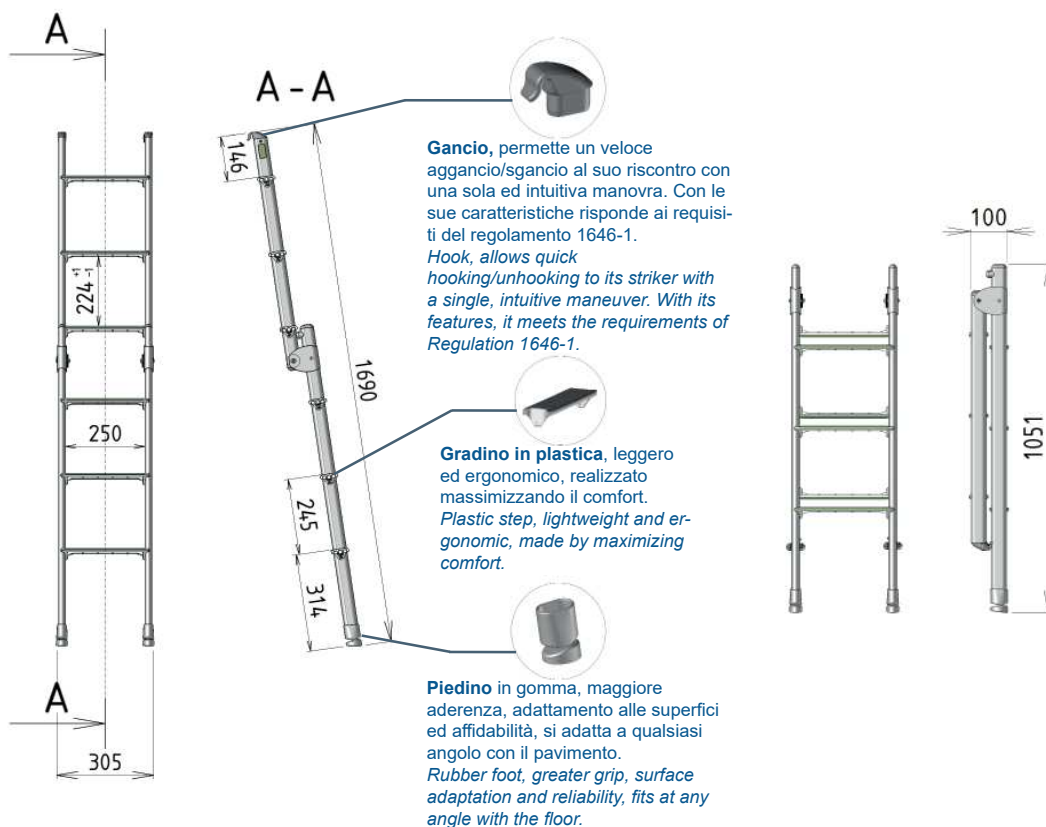 A
A - A
146
224 +1 -1
250
1690
245
314
A
305
Gancio, permette un veloce
aggancio/sgancio al suo riscontro con
una sola ed intuitiva manovra. Con le
sue caratteristiche risponde ai requisi-
ti del regolamento 1646-1.
Hook, allows quick
hooking/unhooking to its striker with
a single, intuitive maneuver. With its
features, it meets the requirements of
Regulation 1646-1.
Gradino in plastica, leggero
ed ergonomico, realizzato
massimizzando il comfort.
Plastic step, lightweight and er-
gonomic, made by maximizing
comfort.
Piedino in gomma, maggiore
aderenza, adattamento alle superfici
ed affidabilità, si adatta a qualsiasi
angolo con il pavimento.
Rubber foot, greater grip, surface
adaptation and reliability, fits at any
angle with the floor.
100
1051